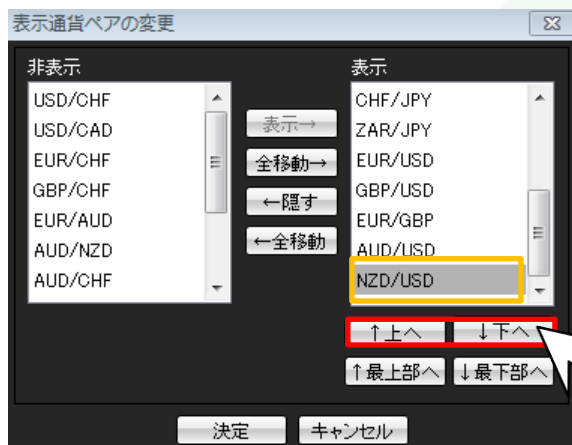 表示通貨ペアの変更
非表示
USD/CHF
USD/CAD
EUR/CHF
GBP/CHF
EUR/AUD
AUD/NZD
AUD/CHF
表示→
全移動→
←隠す
←全移動
表示
CHF/JPY
ZAR/JPY
EUR/USD
GBP/USD
EUR/GBP
AUD/USD
NZD/USD
↑上へ ↓下へ
↑最上部へ ↓最下部へ
決定 キャンセル